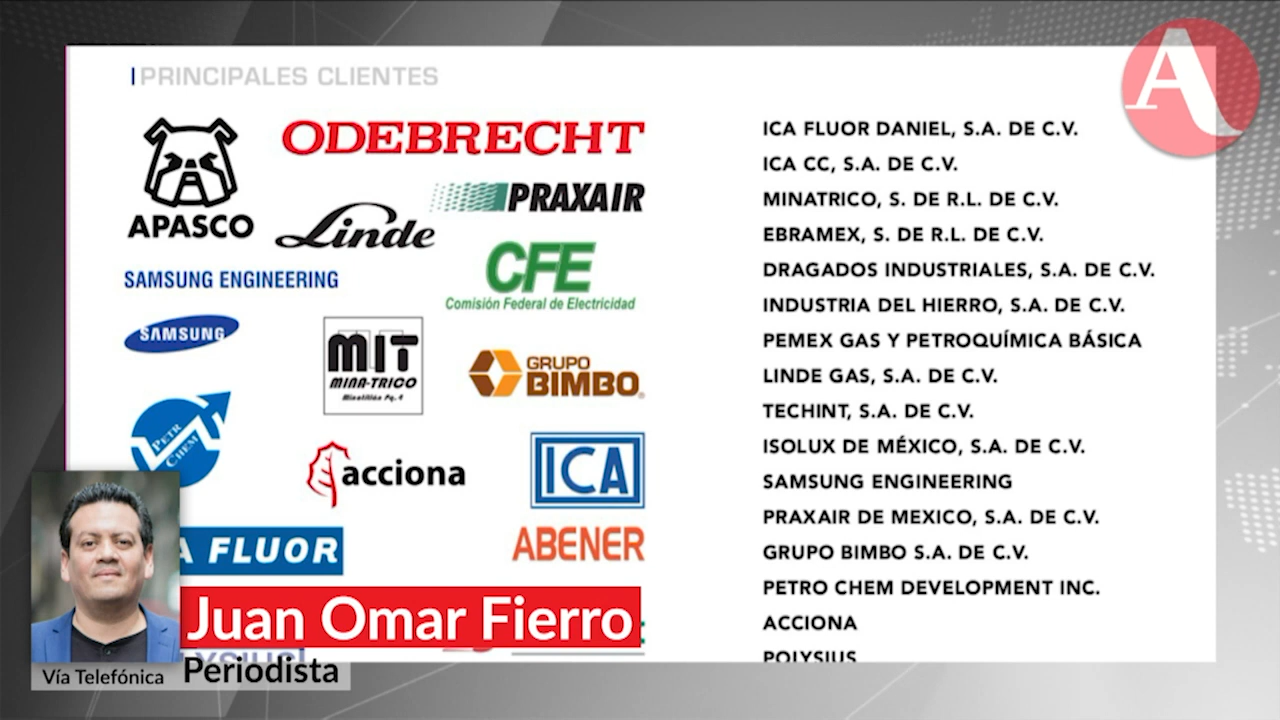 PRINCIPALES CLIENTES
A
APASCO
ODEBRECHT
PRAXAIR
Linde
CFE
Comisión Federal de Electricidad
SAMSUNG ENGINEERING
SAMSUNG
MIT
MINA-TRICO
GRUPO
BIMBO
PETR
CHEM
acciona
ICA
A FLUOR
ABENER
ICA FLUOR DANIEL, S.A. DE C.V.
ICA CC, S.A. DE C.V.
MINATRICO, S. DE R.L. DE C.V.
EBRAMEX, S. DE R.L. DE C.V.
DRAGADOS INDUSTRIALES, S.A. DE C.V.
INDUSTRIA DEL HIERRO, S.A. DE C.V.
PEMEX GAS Y PETROQUÍMICA BÁSICA
LINDE GAS, S.A. DE C.V.
TECHINT, S.A. DE C.V.
ISOLUX DE MÉXICO, S.A. DE C.V.
SAMSUNG ENGINEERING
PRAXAIR DE MEXICO, S.A. DE C.V.
GRUPO BIMBO S.A. DE C.V.
PETRO CHEM DEVELOPMENT INC.
ACCIONA
POLYSIUS
Juan Omar Fierro
Periodista
Vía Telefónica